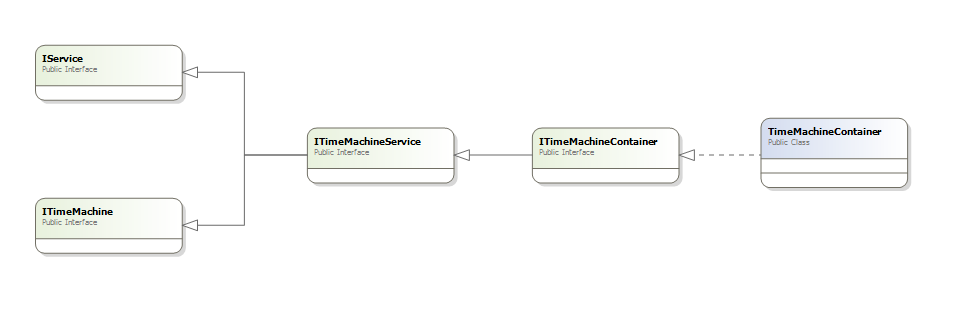 IService
Public Interface
ITimeMachine
Public Interface
ITimeMachineService
Public Interface
ITimeMachineContainer
Public Interface
TimeMachineContainer
Public Class